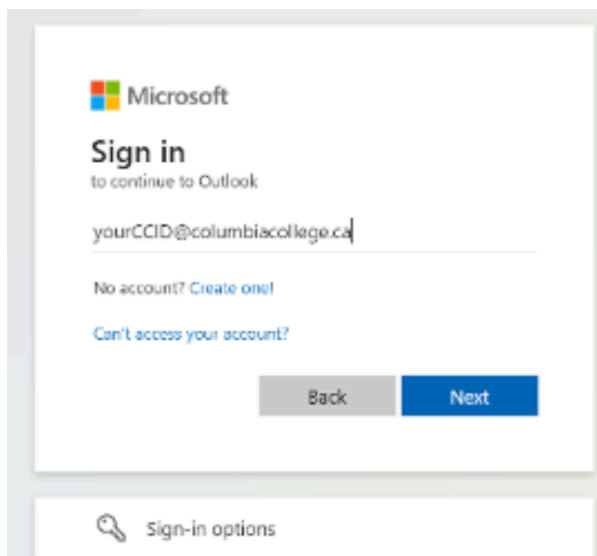 Microsoft
Sign in
to continue to Outlook
yourCCID@columbiacollege.ca
No account? Create one!
Can't access your account?
Back
Next
Sign-in options